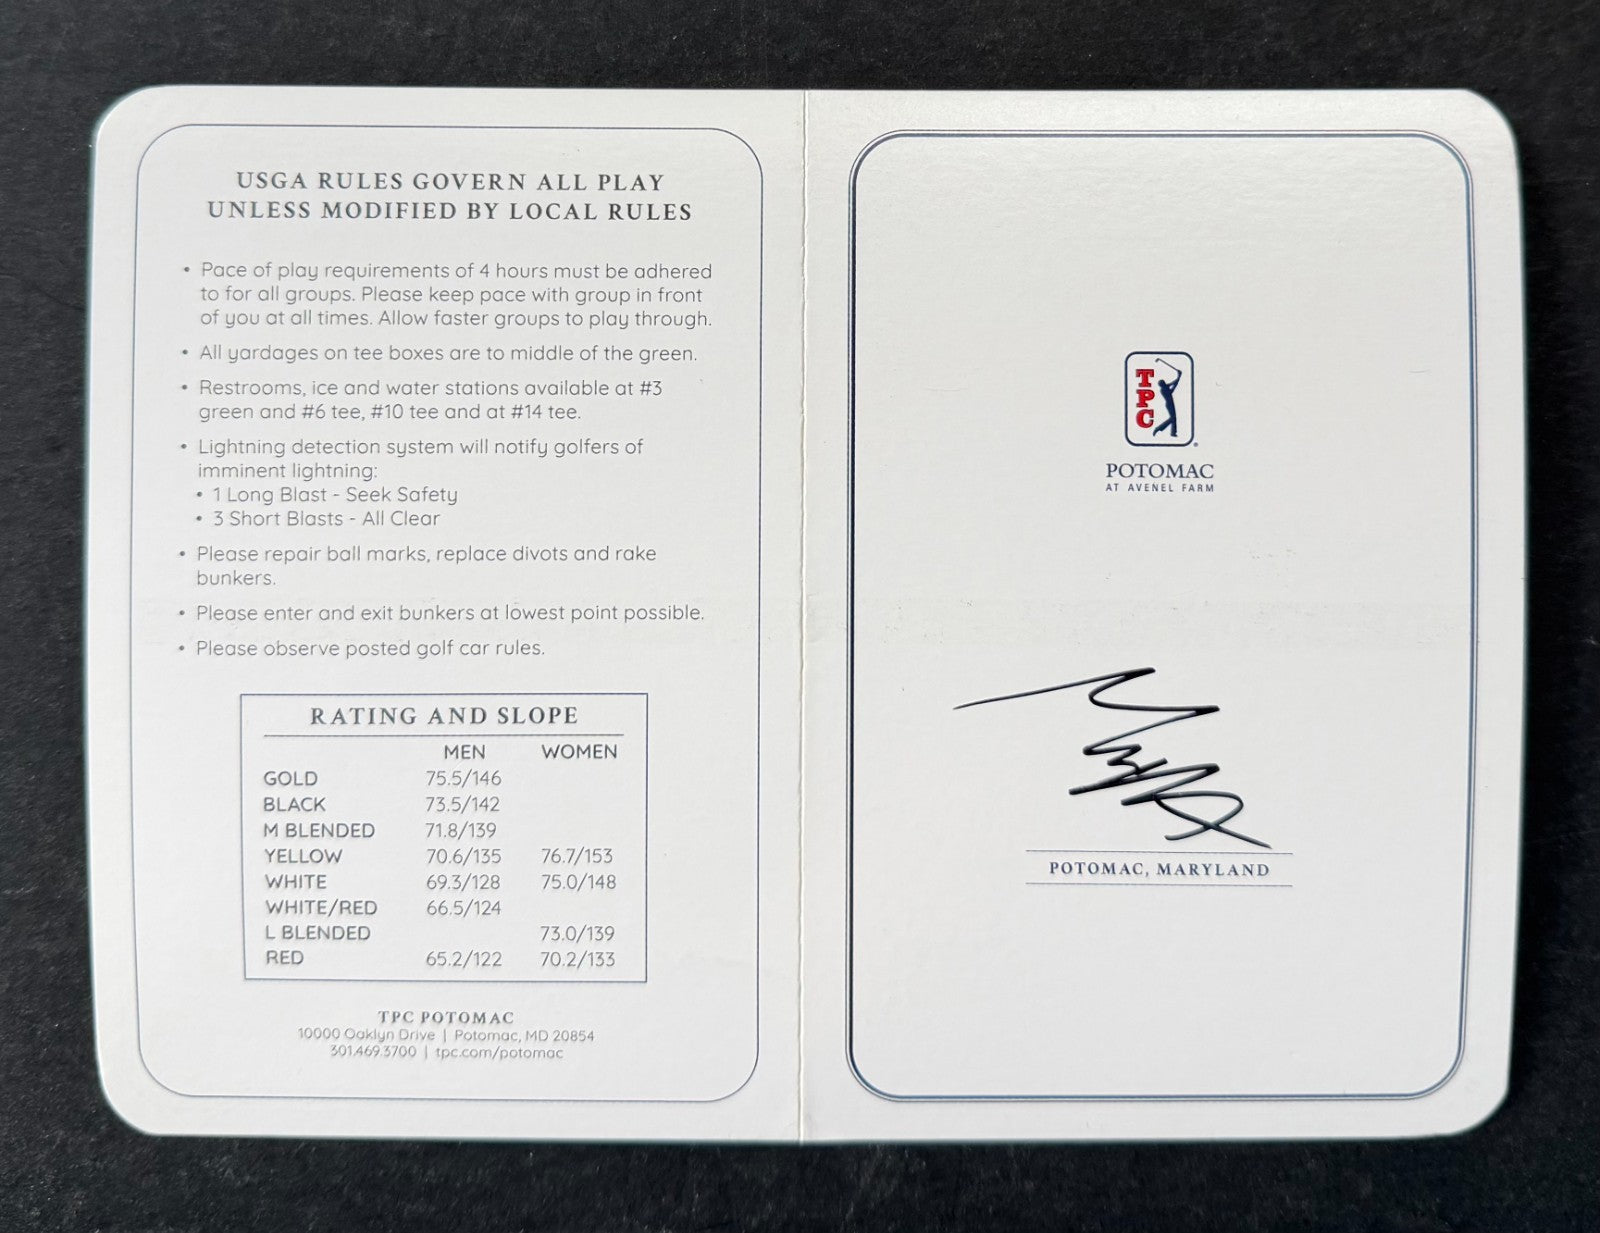 USGA RULES GOVERN ALL PLAY
UNLESS MODIFIED BY LOCAL RULES
• Pace of play requirements of 4 hours must be adhered
to for all groups. Please keep pace with group in front
of you at all times. Allow faster groups to play through.
• All yardages on tee boxes are to middle of the green.
• Restrooms, ice and water stations available at #3
green and #6 tee, #10 tee and at #14 tee.
• Lightning detection system will notify golfers of
imminent lightning:
• 1 Long Blast - Seek Safety
• 3 Short Blasts - All Clear
• Please repair ball marks, replace divots and rake
bunkers.
• Please enter and exit bunkers at lowest point possible.
• Please observe posted golf car rules.
RATING AND SLOPE
MEN WOMEN
GOLD 75.5/146
BLACK 73.5/142
M BLENDED 71.8/139
YELLOW 70.6/135 76.7/153
WHITE 69.3/128 75.0/148
WHITE/RED 66.5/124
L BLENDED 73.0/139
RED 65.2/122 70.2/133
TPC POTOMAC
10000 Oaklyn Drive | Potomac, MD 20854
301.469.3700 | tpc.com/potomac
TPC
POTOMAC
AT AVENEL FARM
POTOMAC, MARYLAND